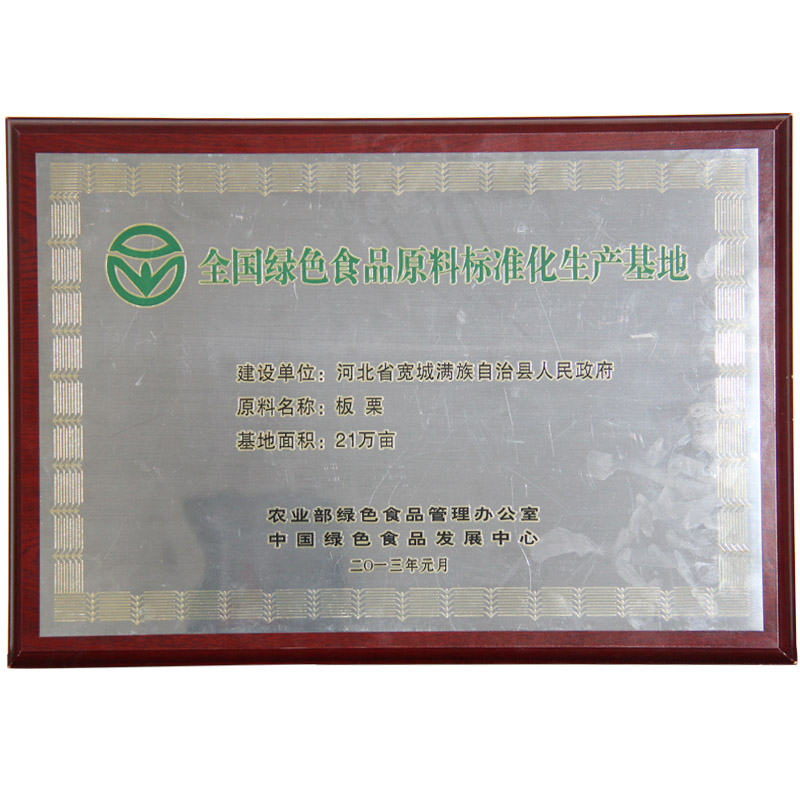 全国绿色食品原料标准化生产基地
建设单位：河北省宽城满族自治县人民政府
原料名称：板 栗
基地面积：21万亩
农业部绿色食品管理办公室
中国绿色食品发展中心
二〇一三年元月